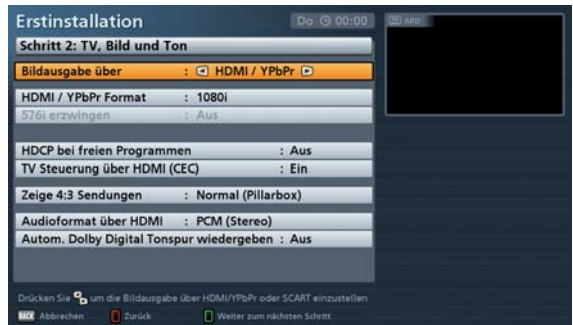 Erstinstallation
Do 00:00
ARD
Schritt 2: TV, Bild und Ton
Bildausgabe über : HDMI / YPbPr
HDMI / YPbPr Format : 1080i
576i erzwingen : Aus
HDCP bei freien Programmen : Aus
TV Steuerung über HDMI (CEC) : Ein
Zeige 4:3 Sendungen : Normal (Pillarbox)
Audioformat über HDMI : PCM (Stereo)
Autom. Dolby Digital Tonspur wiedergeben : Aus
Drücken Sie um die Bildausgabe über HDMI/YPbPr oder SCART einzustellen
BACK Abbrechen Zurück Weiter zum nächsten Schritt